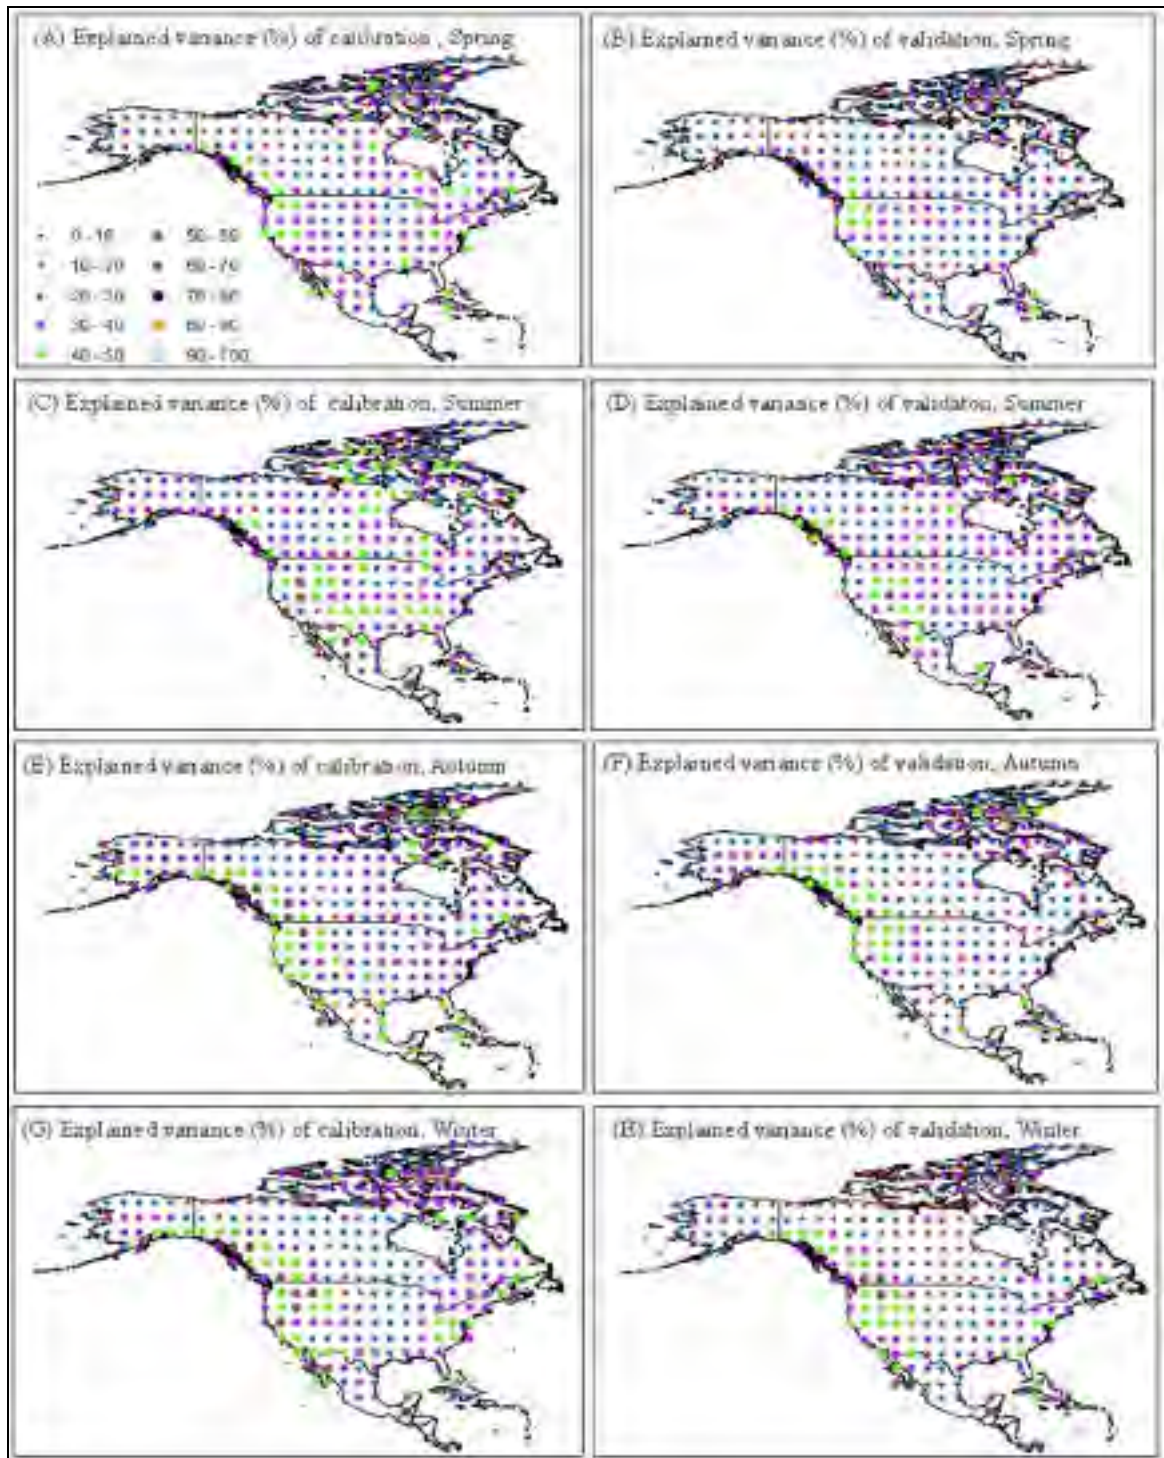 (A) Explained variance (%) of calibration , Spring
(B) Explained variance (%) of validation, Spring
0 - 10
10 - 20
20 - 30
30 - 40
40 - 50
50 - 60
60 - 70
70 - 80
80 - 90
90 - 100
(C) Explained variance (%) of calibration, Summer
(D) Explained variance (%) of validaton, Summer
(E) Explained variance (%) of calibration, Autumn
(F) Explained variance (%) of validation, Autumn
(G) Explained variance (%) of calibration, Winter
(H) Explained variance (%) of validation, Winter